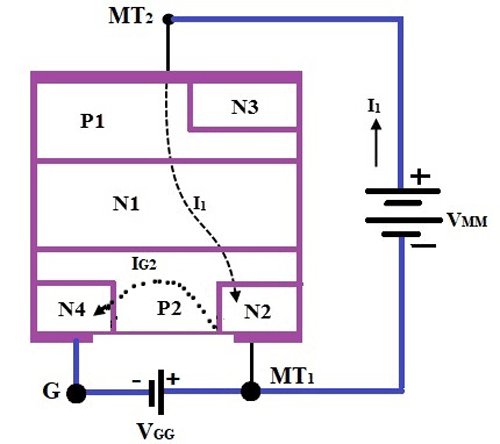 MT₂
P1
N3
I₁
+
N1
I₁
VMM
−
IG2
N4
P2
N2
G
- +
MT₁
VGG